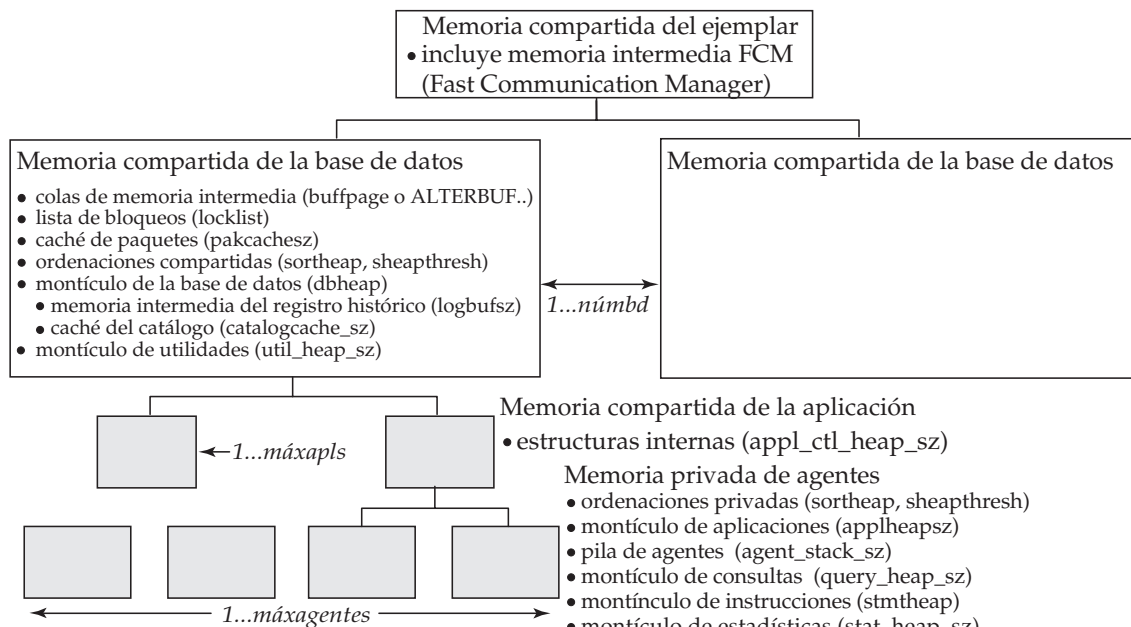 Memoria compartida del ejemplar
• incluye memoria intermedia FCM
(Fast Communication Manager)
Memoria compartida de la base de datos
• colas de memoria intermedia (buffpage o ALTERBUF..)
• lista de bloqueos (locklist)
• caché de paquetes (pakcachesz)
• ordenaciones compartidas (sortheap, sheapthresh)
• montículo de la base de datos (dbheap)
• memoria intermedia del registro histórico (logbufsz)
• caché del catálogo (catalogcache_sz)
• montículo de utilidades (util_heap_sz)
1...númbd
Memoria compartida de la base de datos
1...máxapls
Memoria compartida de la aplicación
• estructuras internas (appl_ctl_heap_sz)
Memoria privada de agentes
• ordenaciones privadas (sortheap, sheapthresh)
• montículo de aplicaciones (applheapsz)
• pila de agentes (agent_stack_sz)
• montículo de consultas (query_heap_sz)
• montínculo de instrucciones (stmtheap)
• montículo de estadísticas (stat_heap_sz)
1...máxagentes